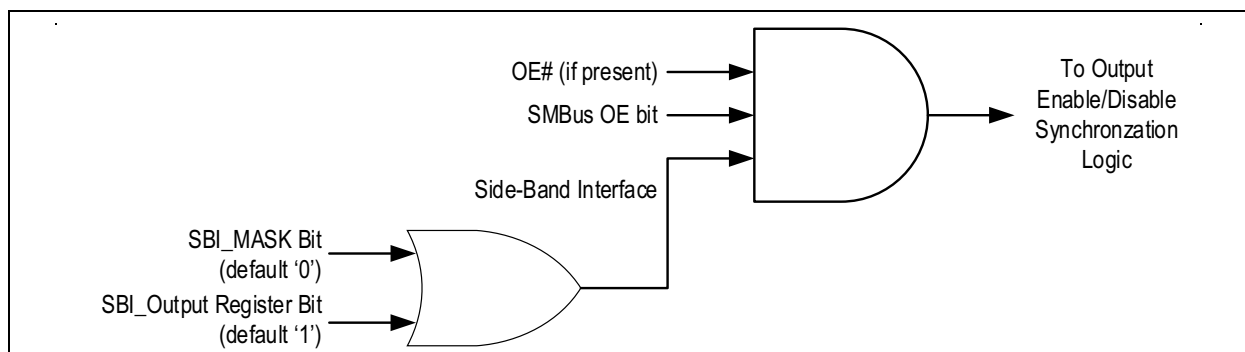 OE# (if present)
SMBus OE bit
Side-Band Interface
SBI_MASK Bit
(default ‘0’)
SBI_Output Register Bit
(default ‘1’)
To Output
Enable/Disable
Synchronzation
Logic